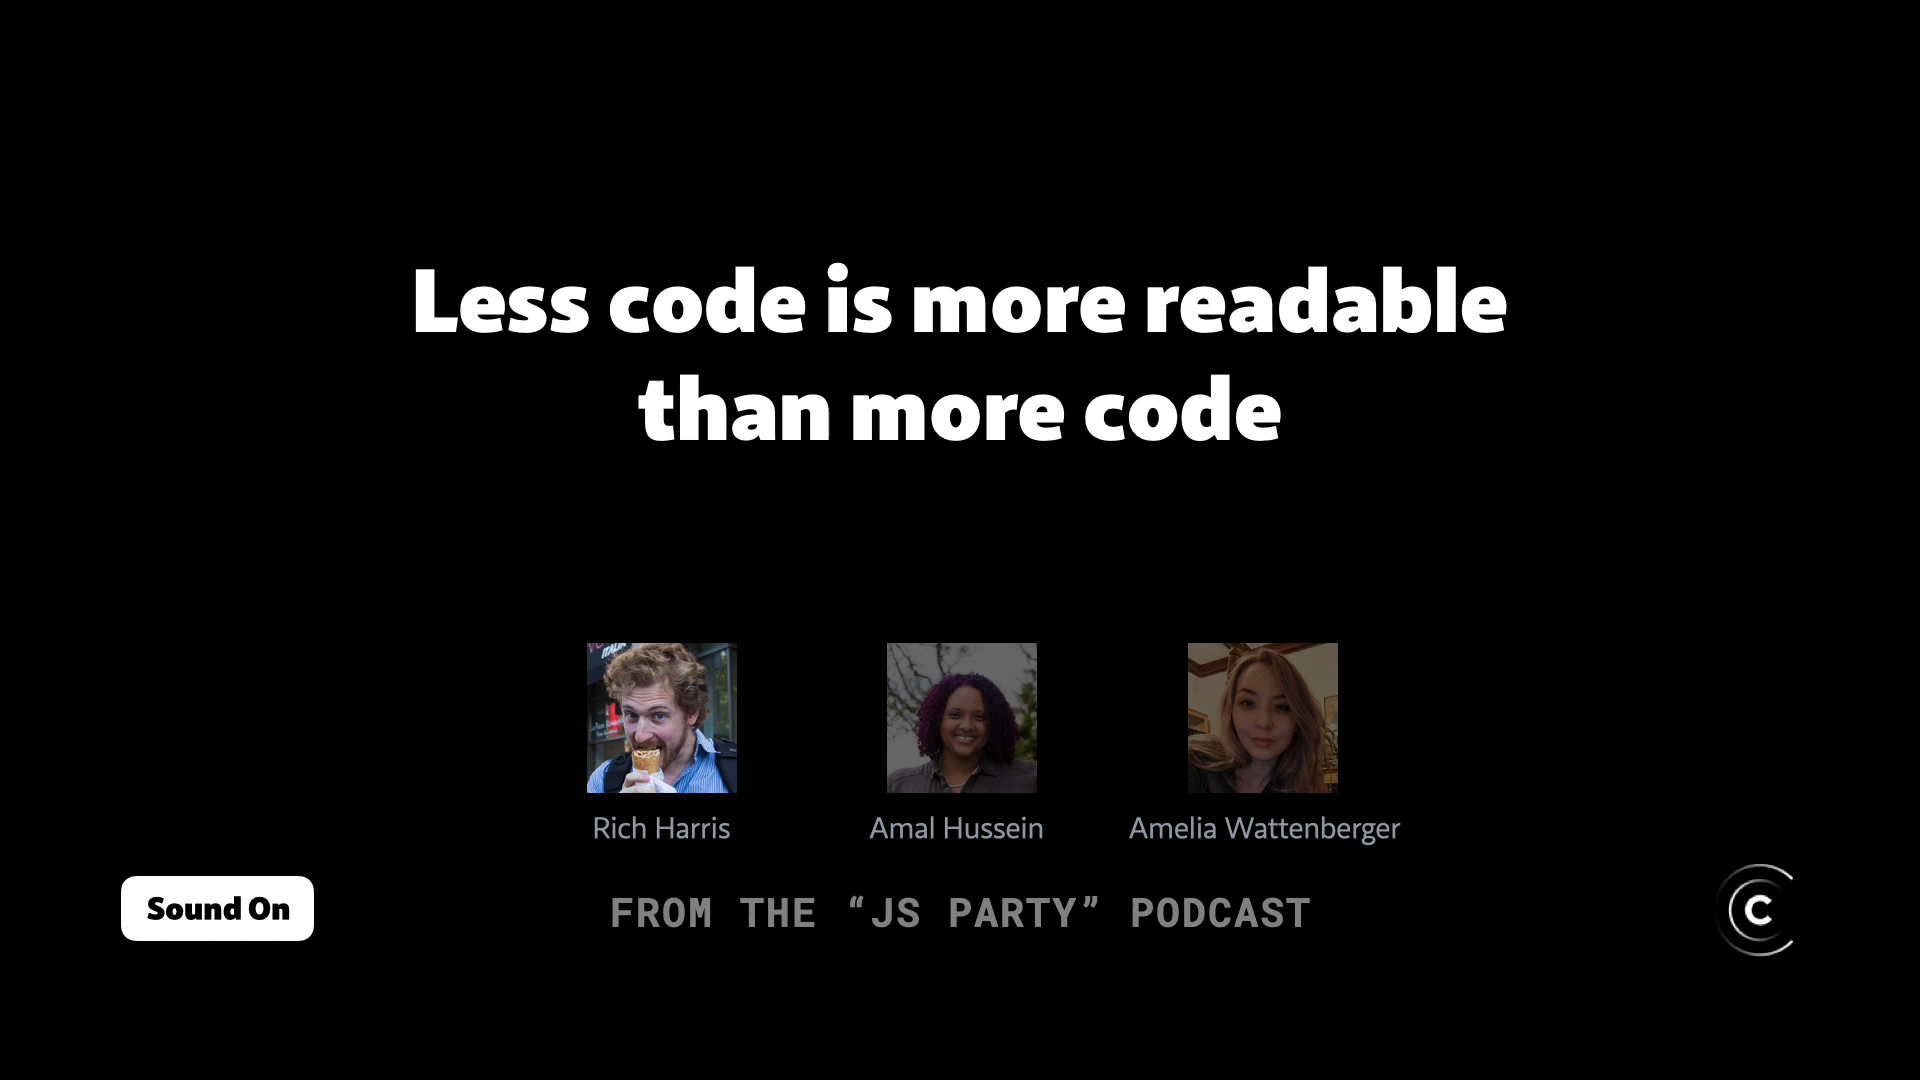 Less code is more readable
than more code
ITALIA
Rich Harris
Amal Hussein
Amelia Wattenberger
Sound On
FROM THE “JS PARTY” PODCAST
C